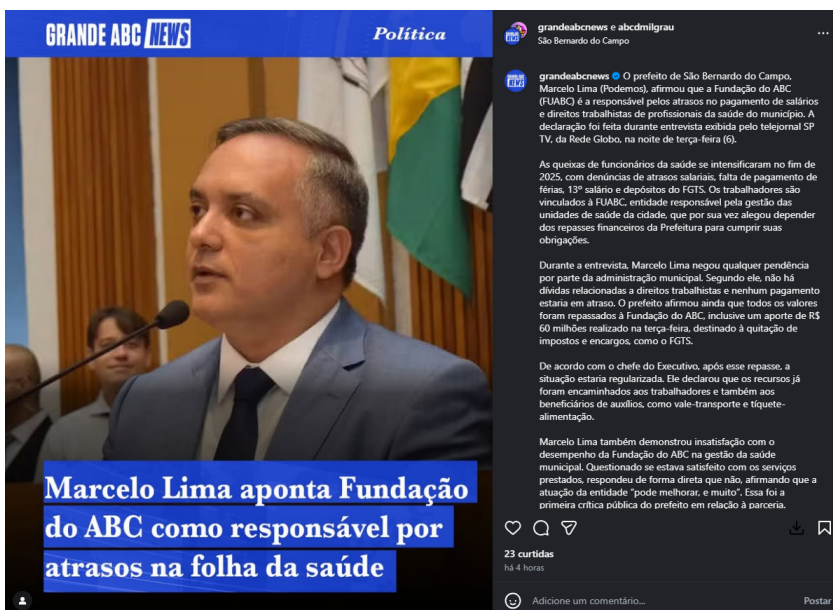 GRANDE ABC NEWS
Política
Marcelo Lima aponta Fundação
do ABC como responsável por
atrasos na folha da saúde
grandeabcnews e abcdmilgrau
São Bernardo do Campo
grandeabcnews O prefeito de São Bernardo do Campo,
Marcelo Lima (Podemos), afirmou que a Fundação do ABC
(FUABC) é a responsável pelos atrasos no pagamento de salários
e direitos trabalhistas de profissionais da saúde do município. A
declaração foi feita durante entrevista exibida pelo telejornal SP
TV, da Rede Globo, na noite de terça-feira (6).
As queixas de funcionários da saúde se intensificaram no fim de
2025, com denúncias de atrasos salariais, falta de pagamento de
férias, 13º salário e depósitos do FGTS. Os trabalhadores são
vinculados à FUABC, entidade responsável pela gestão das
unidades de saúde da cidade, que por sua vez alegou depender
dos repasses financeiros da Prefeitura para cumprir suas
obrigações.
Durante a entrevista, Marcelo Lima negou qualquer pendência
por parte da administração municipal. Segundo ele, não há
dívidas relacionadas a direitos trabalhistas e nenhum pagamento
estaria em atraso. O prefeito afirmou ainda que todos os valores
foram repassados à Fundação do ABC, inclusive um aporte de R$
60 milhões realizado na terça-feira, destinado à quitação de
impostos e encargos, como o FGTS.
De acordo com o chefe do Executivo, após esse repasse, a
situação estaria regularizada. Ele declarou que os recursos já
foram encaminhados aos trabalhadores e também aos
beneficiários de auxílios, como vale-transporte e tíquete-
alimentação.
Marcelo Lima também demonstrou insatisfação com o
desempenho da Fundação do ABC na gestão da saúde
municipal. Questionado se estava satisfeito com os serviços
prestados, respondeu de forma direta que não, afirmando que a
atuação da entidade "pode melhorar, e muito". Essa foi a
primeira crítica pública do prefeito em relação à parceria.
23 curtidas
há 4 horas
Adicione um comentário...
Postar